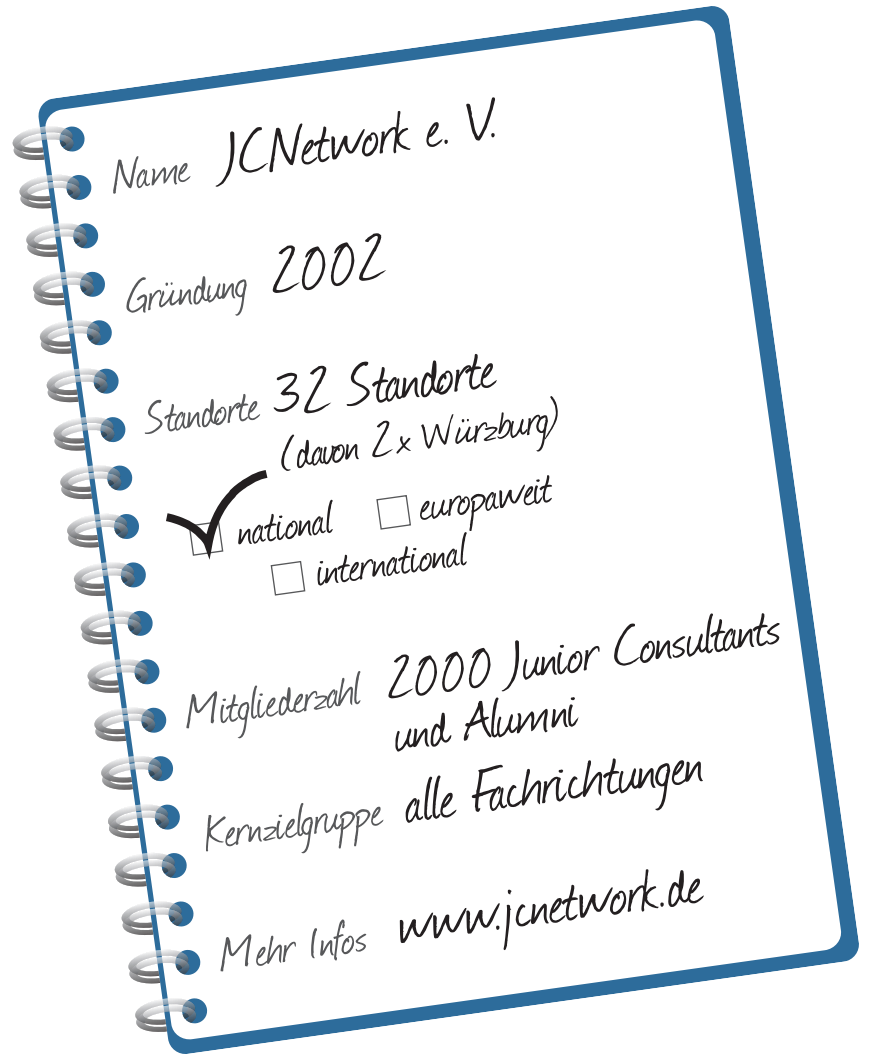 Name JCNetwork e. V.
Gründung 2002
Standorte 32 Standorte
(davon 2x Würzburg)
national europaweit
international
Mitgliederzahl 2000 Junior Consultants
und Alumni
Kernzielgruppe alle Fachrichtungen
Mehr Infos www.jcnetwork.de